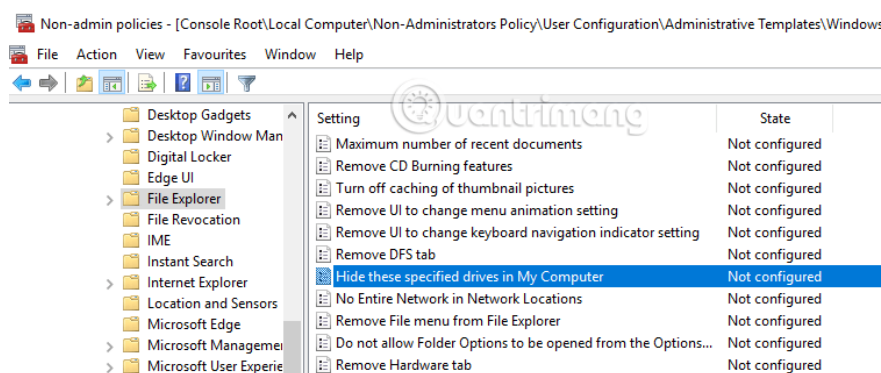 Non-admin policies - [Console Root\Local Computer\Non-Administrators Policy\User Configuration\Administrative Templates\Windows
File Action View Favourites Window Help
Quantrimang
Desktop Gadgets
Desktop Window Man
Digital Locker
Edge UI
File Explorer
File Revocation
IME
Instant Search
Internet Explorer
Location and Sensors
Microsoft Edge
Microsoft Managemen
Microsoft User Experie
Setting State
Maximum number of recent documents Not configured
Remove CD Burning features Not configured
Turn off caching of thumbnail pictures Not configured
Remove UI to change menu animation setting Not configured
Remove UI to change keyboard navigation indicator setting Not configured
Remove DFS tab Not configured
Hide these specified drives in My Computer Not configured
No Entire Network in Network Locations Not configured
Remove File menu from File Explorer Not configured
Do not allow Folder Options to be opened from the Options... Not configured
Remove Hardware tab Not configured